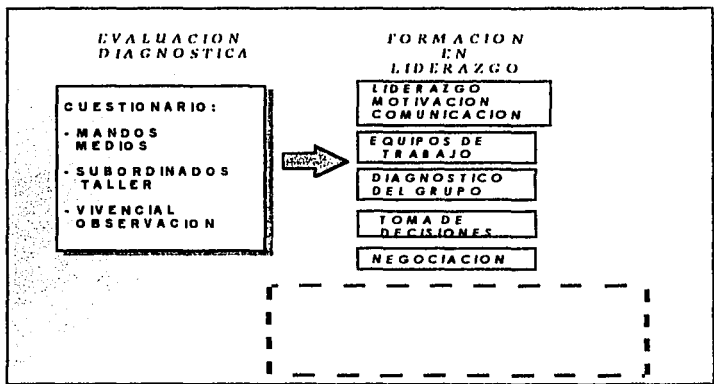 EVALUACION
DIAGNOSTICA
CUESTIONARIO:
- MANDOS
MEDIOS
- SUBORDINADOS
TALLER
- VIVENCIAL
OBSERVACION
FORMACION
EN
LIDERAZGO
LIDERAZGO
MOTIVACION
COMUNICACION
EQUIPOS DE
TRABAJO
DIAGNOSTICO
DEL GRUPO
TOMA DE
DECISIONES
NEGOCIACION